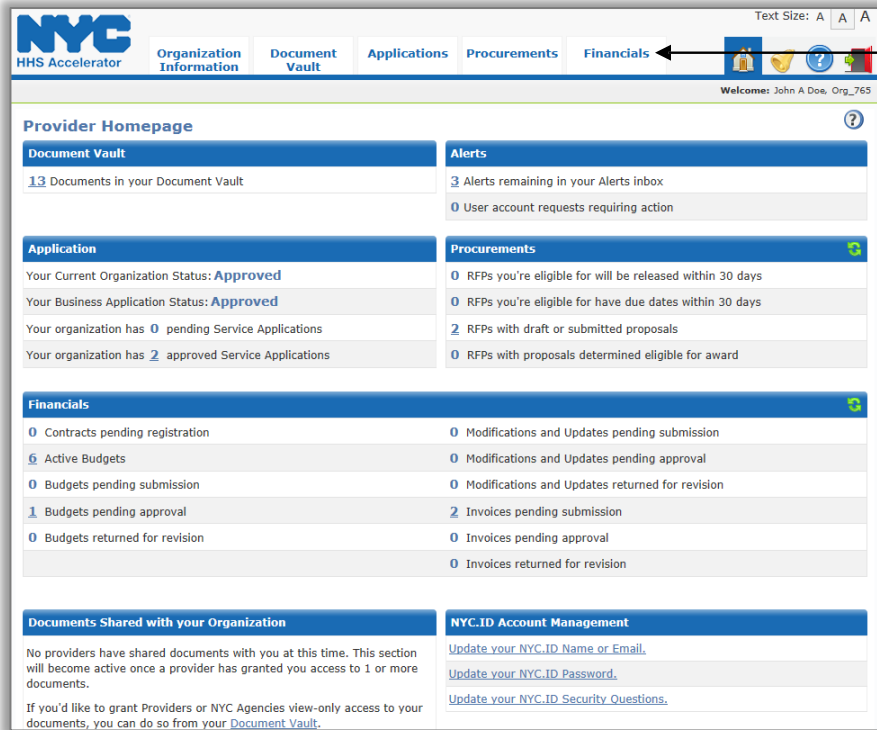 Text Size: A A A
NYC
HHS Accelerator
Organization Information
Document Vault
Applications
Procurements
Financials
?
Welcome: John A Doe, Org_765
Provider Homepage
?
Document Vault
13 Documents in your Document Vault
Alerts
3 Alerts remaining in your Alerts inbox
0 User account requests requiring action
Application
Your Current Organization Status: Approved
Your Business Application Status: Approved
Your organization has 0 pending Service Applications
Your organization has 2 approved Service Applications
Procurements
0 RFPs you're eligible for will be released within 30 days
0 RFPs you're eligible for have due dates within 30 days
2 RFPs with draft or submitted proposals
0 RFPs with proposals determined eligible for award
Financials
0 Contracts pending registration
6 Active Budgets
0 Budgets pending submission
1 Budgets pending approval
0 Budgets returned for revision
0 Modifications and Updates pending submission
0 Modifications and Updates pending approval
0 Modifications and Updates returned for revision
2 Invoices pending submission
0 Invoices pending approval
0 Invoices returned for revision
Documents Shared with your Organization
No providers have shared documents with you at this time. This section
will become active once a provider has granted you access to 1 or more
documents.
If you'd like to grant Providers or NYC Agencies view-only access to your
documents, you can do so from your Document Vault.
NYC.ID Account Management
Update your NYC.ID Name or Email.
Update your NYC.ID Password.
Update your NYC.ID Security Questions.